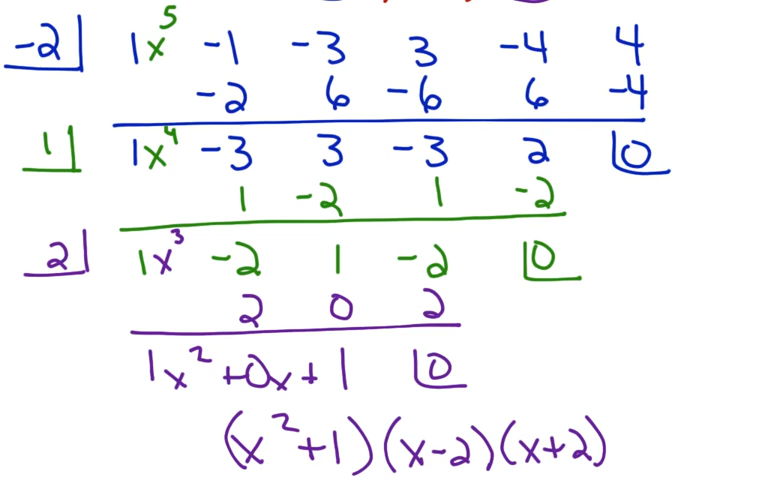 -2 1x⁵ -1 -3 3 -4 4
-2 6 -6 6 -4
1 1x⁴ -3 3 -3 2 0
1 -2 1 -2
2 1x³ -2 1 -2 0
2 0 2
1x² +0x + 1 0
(x² + 1) (x - 2) (x + 2)